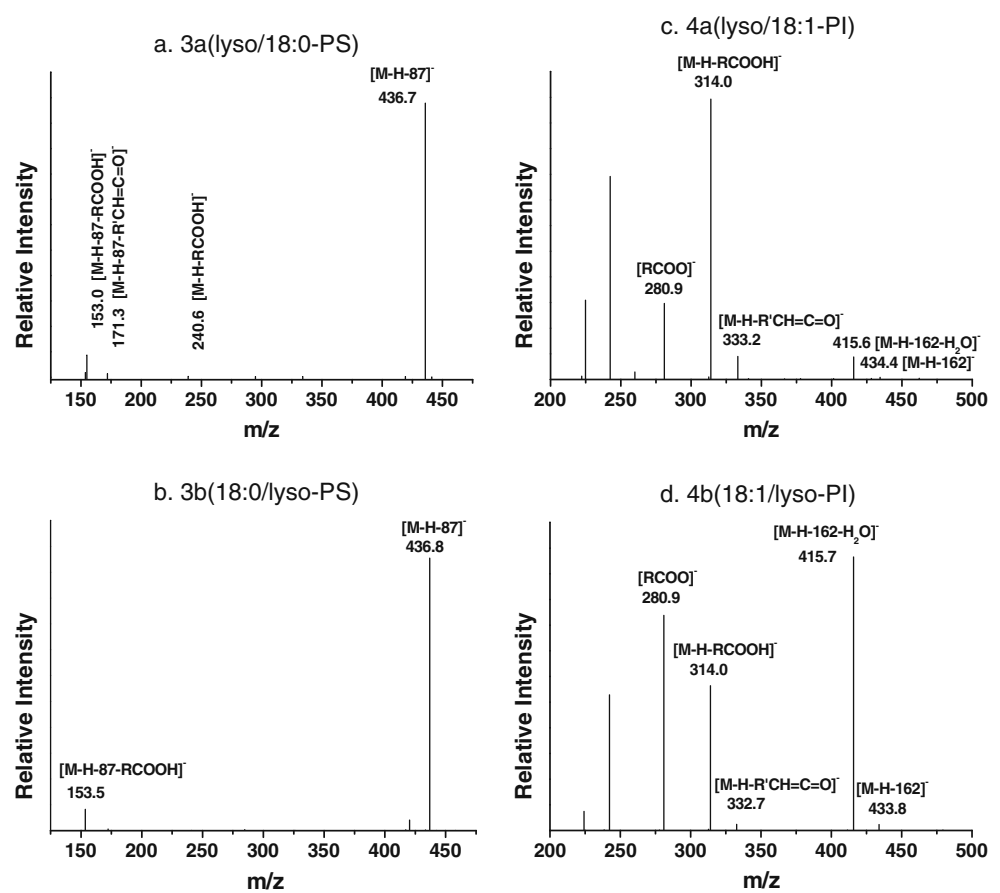 a. 3a(lyso/18:0-PS)
[M-H-87]⁻
436.7
153.0 [M-H-87-RCOOH]⁻
171.3 [M-H-87-R'CH=C=O]⁻
240.6 [M-H-RCOOH]⁻
Relative Intensity
150 200 250 300 350 400 450
m/z
c. 4a(lyso/18:1-PI)
[M-H-RCOOH]⁻
314.0
[RCOO]⁻
280.9
[M-H-R'CH=C=O]⁻
333.2
415.6 [M-H-162-H₂O]⁻
434.4 [M-H-162]⁻
Relative Intensity
200 250 300 350 400 450 500
m/z
b. 3b(18:0/lyso-PS)
[M-H-87]⁻
436.8
[M-H-87-RCOOH]⁻
153.5
Relative Intensity
150 200 250 300 350 400 450
m/z
d. 4b(18:1/lyso-PI)
[M-H-162-H₂O]⁻
415.7
[RCOO]⁻
280.9
[M-H-RCOOH]⁻
314.0
[M-H-R'CH=C=O]⁻
332.7
[M-H-162]⁻
433.8
Relative Intensity
200 250 300 350 400 450 500
m/z